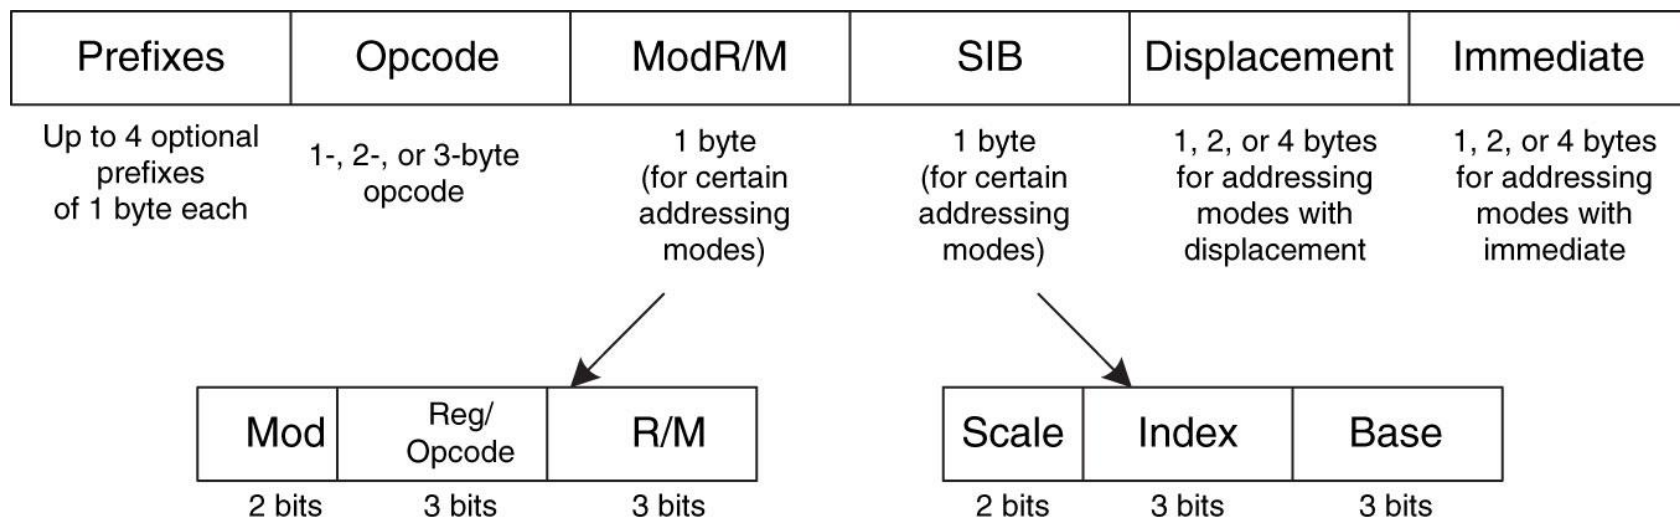 Prefixes
Opcode
ModR/M
SIB
Displacement
Immediate
Up to 4 optional
prefixes
of 1 byte each
1-, 2-, or 3-byte
opcode
1 byte
(for certain
addressing
modes)
1 byte
(for certain
addressing
modes)
1, 2, or 4 bytes
for addressing
modes with
displacement
1, 2, or 4 bytes
for addressing
modes with
immediate
Mod
Reg/
Opcode
R/M
2 bits
3 bits
3 bits
Scale
Index
Base
2 bits
3 bits
3 bits